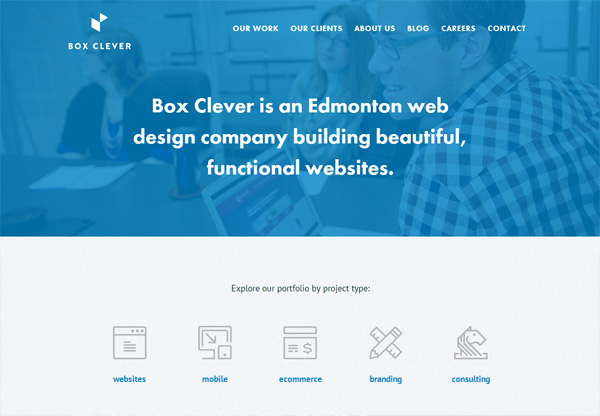 BOX CLEVER
OUR WORK OUR CLIENTS ABOUT US BLOG CAREERS CONTACT
Box Clever is an Edmonton web
design company building beautiful,
functional websites.
Explore our portfolio by project type:
$
websites mobile ecommerce branding consulting